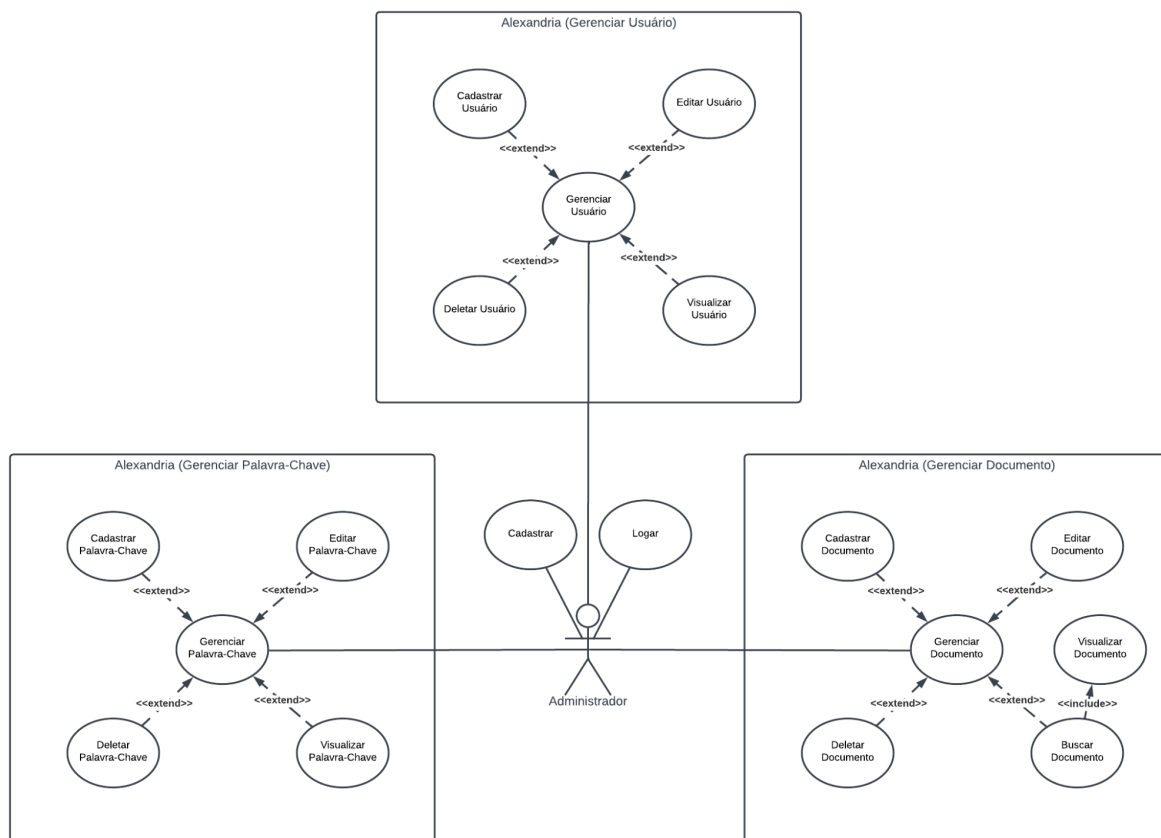 Alexandria (Gerenciar Usuário)
Cadastrar
Usuário
Editar Usuário
<<extend>>
<<extend>>
Gerenciar
Usuário
<<extend>>
<<extend>>
Deletar Usuário
Visualizar
Usuário
Alexandria (Gerenciar Palavra-Chave)
Cadastrar
Palavra-Chave
Editar
Palavra-Chave
<<extend>>
<<extend>>
Gerenciar
Palavra-Chave
<<extend>>
<<extend>>
Deletar
Palavra-Chave
Visualizar
Palavra-Chave
Cadastrar
Logar
Administrador
Alexandria (Gerenciar Documento)
Cadastrar
Documento
Editar
Documento
<<extend>>
<<extend>>
Gerenciar
Documento
Visualizar
Documento
<<extend>>
<<extend>>
<<include>>
Deletar
Documento
Buscar
Documento